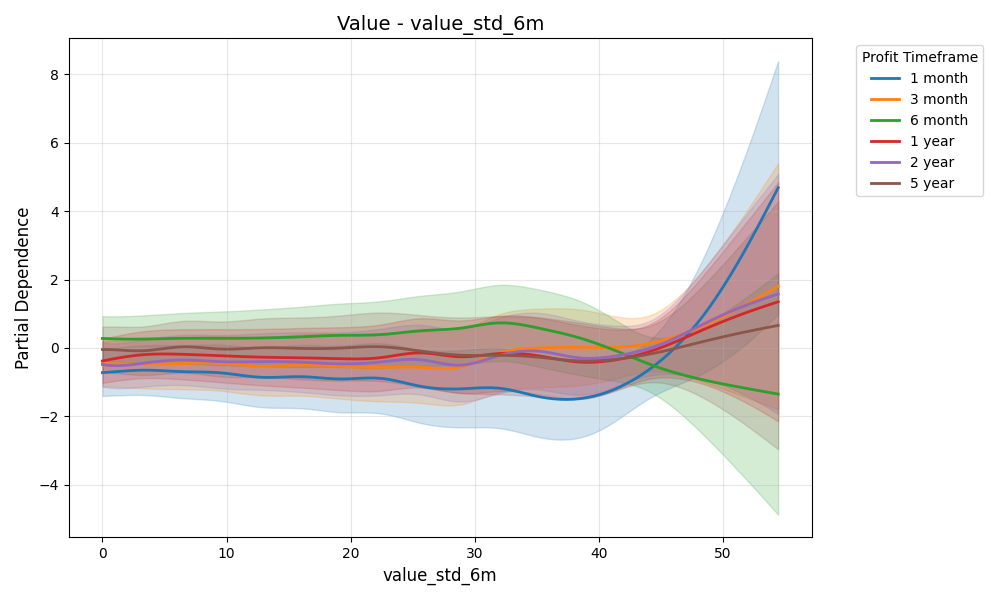 Value - value_std_6m
Profit Timeframe
1 month
3 month
6 month
1 year
2 year
5 year
Partial Dependence
8
6
4
2
0
−2
−4
0 10 20 30 40 50
value_std_6m